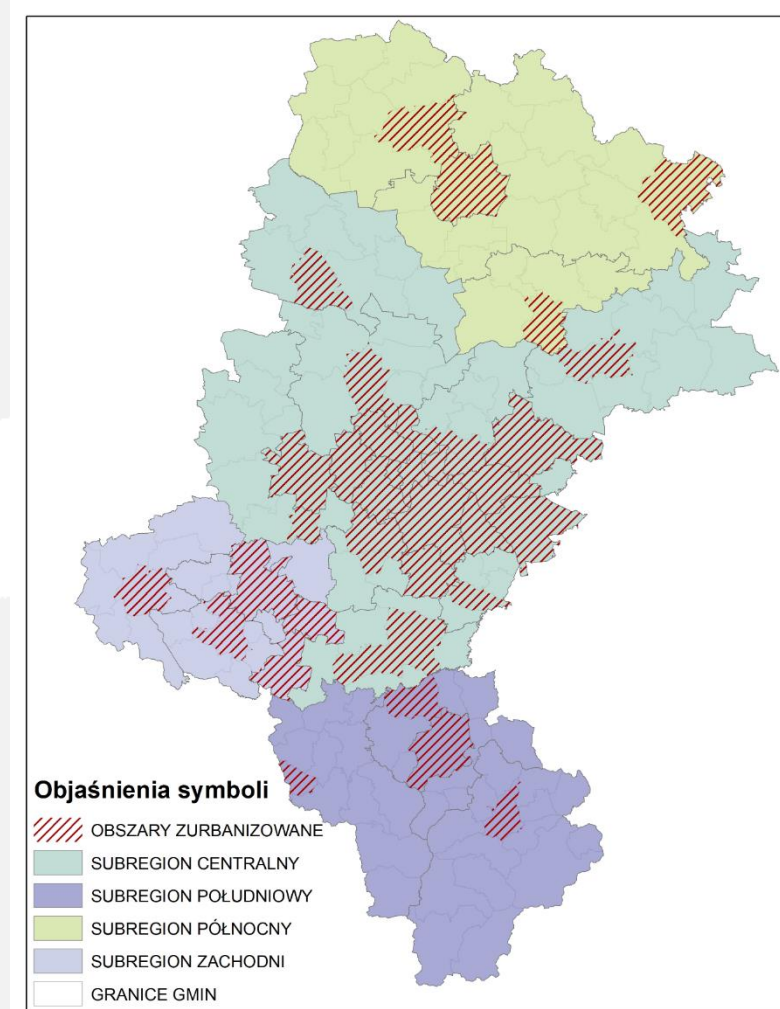 Objaśnienia symboli
OBSZARY ZURBANIZOWANE
SUBREGION CENTRALNY
SUBREGION POŁUDNIOWY
SUBREGION PÓŁNOCNY
SUBREGION ZACHODNI
GRANICE GMIN